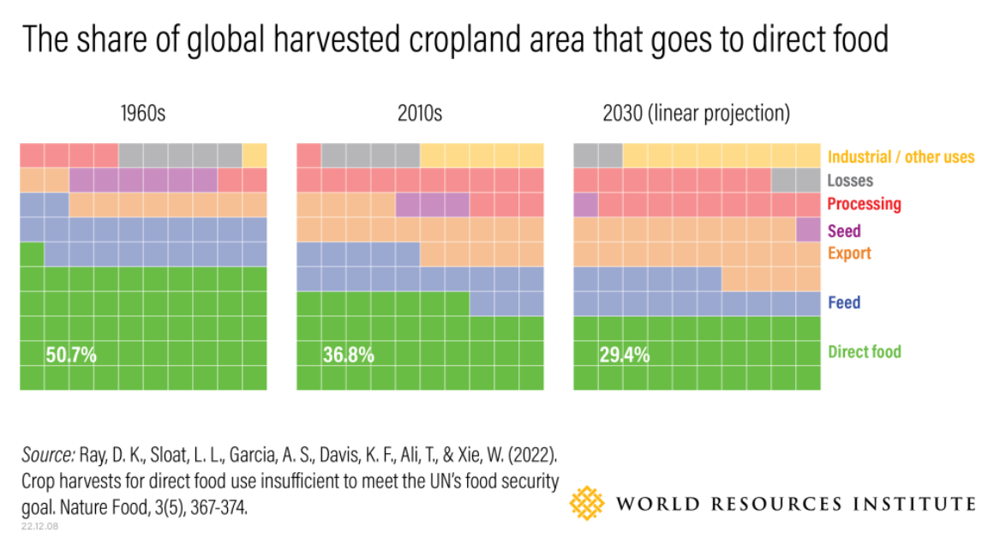 The share of global harvested cropland area that goes to direct food
1960s
2010s
2030 (linear projection)
Industrial / other uses
Losses
Processing
Seed
Export
Feed
Direct food
50.7%
36.8%
29.4%
Source: Ray, D. K., Sloat, L. L., Garcia, A. S., Davis, K. F., Ali, T., & Xie, W. (2022).
Crop harvests for direct food use insufficient to meet the UN's food security
goal. Nature Food, 3(5), 367-374.
22.12.08
WORLD RESOURCES INSTITUTE